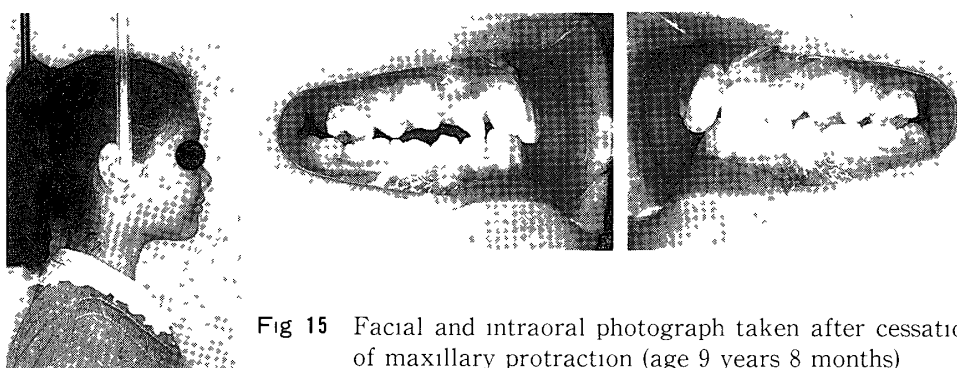 Fig 15 Facial and intraoral photograph taken after cessatio
of maxillary protraction (age 9 years 8 months)